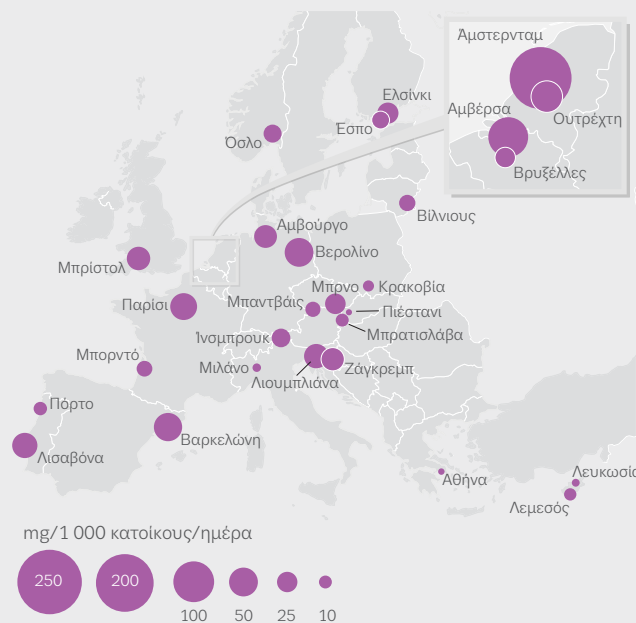 Άμστερνταμ
Αμβέρσα
Ουτρέχτη
Βρυξέλλες
Ελσίνκι
Έσπο
Όσλο
Βίλνιους
Αμβούργο
Βερολίνο
Μπρίστολ
Μπρνο
Κρακοβία
Παρίσι
Μπαντβάις
Πιέστανι
Μπρατισλάβα
Ίνσμπρουκ
Μπορντό
Μιλάνο
Λιουμπλιάνα
Ζάγκρεμπ
Πόρτο
Βαρκελώνη
Λισαβόνα
Αθήνα
Λευκωσία
Λεμεσός
mg/1 000 κατοίκους/ημέρα
250 200
100 50 25 10